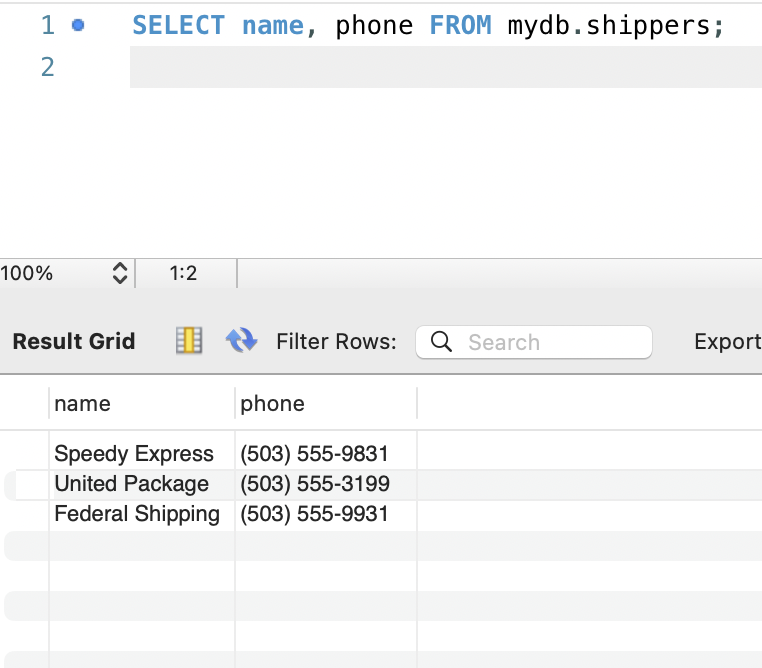 1 SELECT name, phone FROM mydb.shippers;
2
100% 1:2
Result Grid Filter Rows: Search Export
name phone
Speedy Express (503) 555-9831
United Package (503) 555-3199
Federal Shipping (503) 555-9931